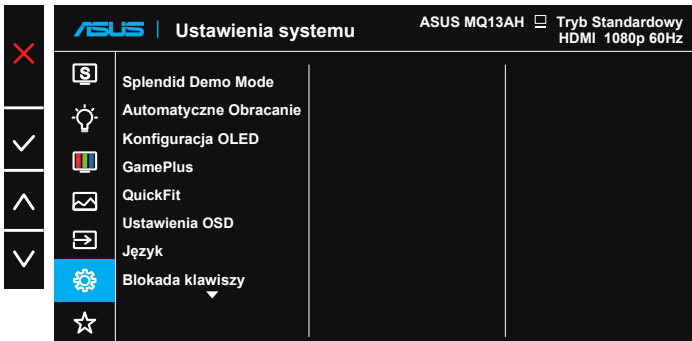 ASUS Ustawienia systemu
ASUS MQ13AH Tryb Standardowy
HDMI 1080p 60Hz
S
Splendid Demo Mode
Automatyczne Obracanie
Konfiguracja OLED
GamePlus
QuickFit
Ustawienia OSD
Język
Blokada klawiszy